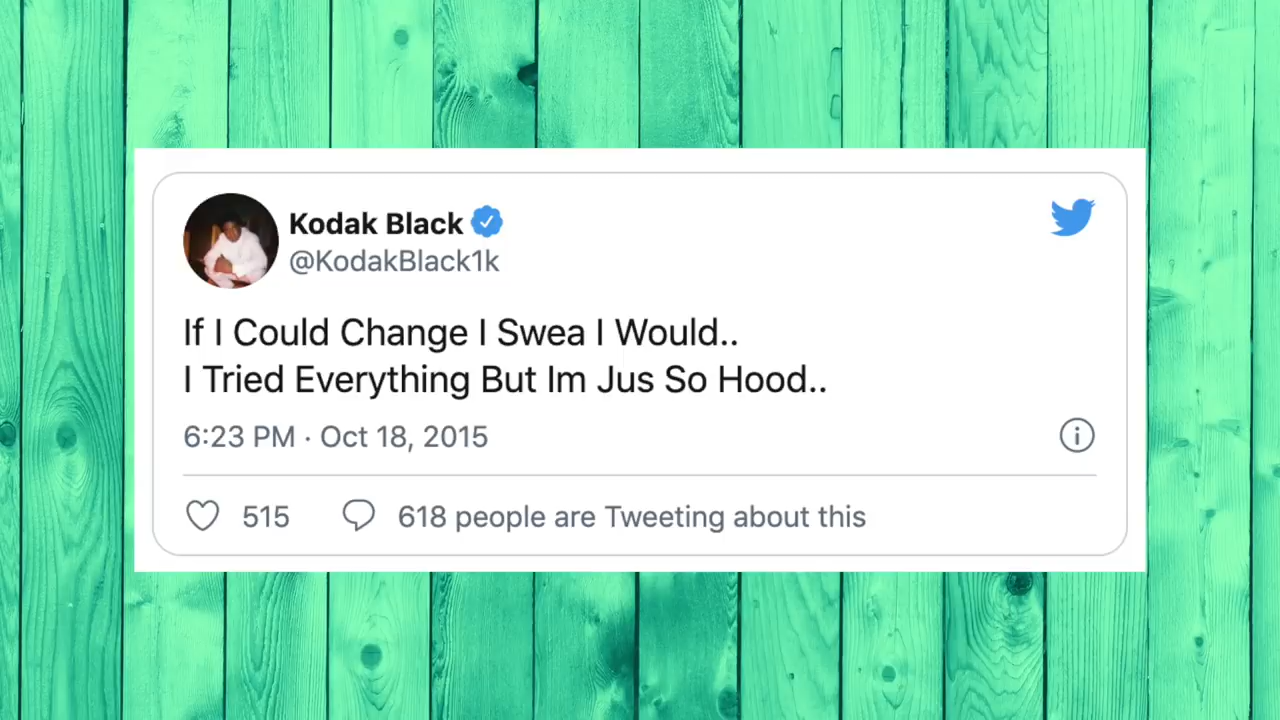 Kodak Black
@KodakBlack1k
If I Could Change I Swea I Would..
I Tried Everything But Im Jus So Hood..
6:23 PM · Oct 18, 2015
515 618 people are Tweeting about this